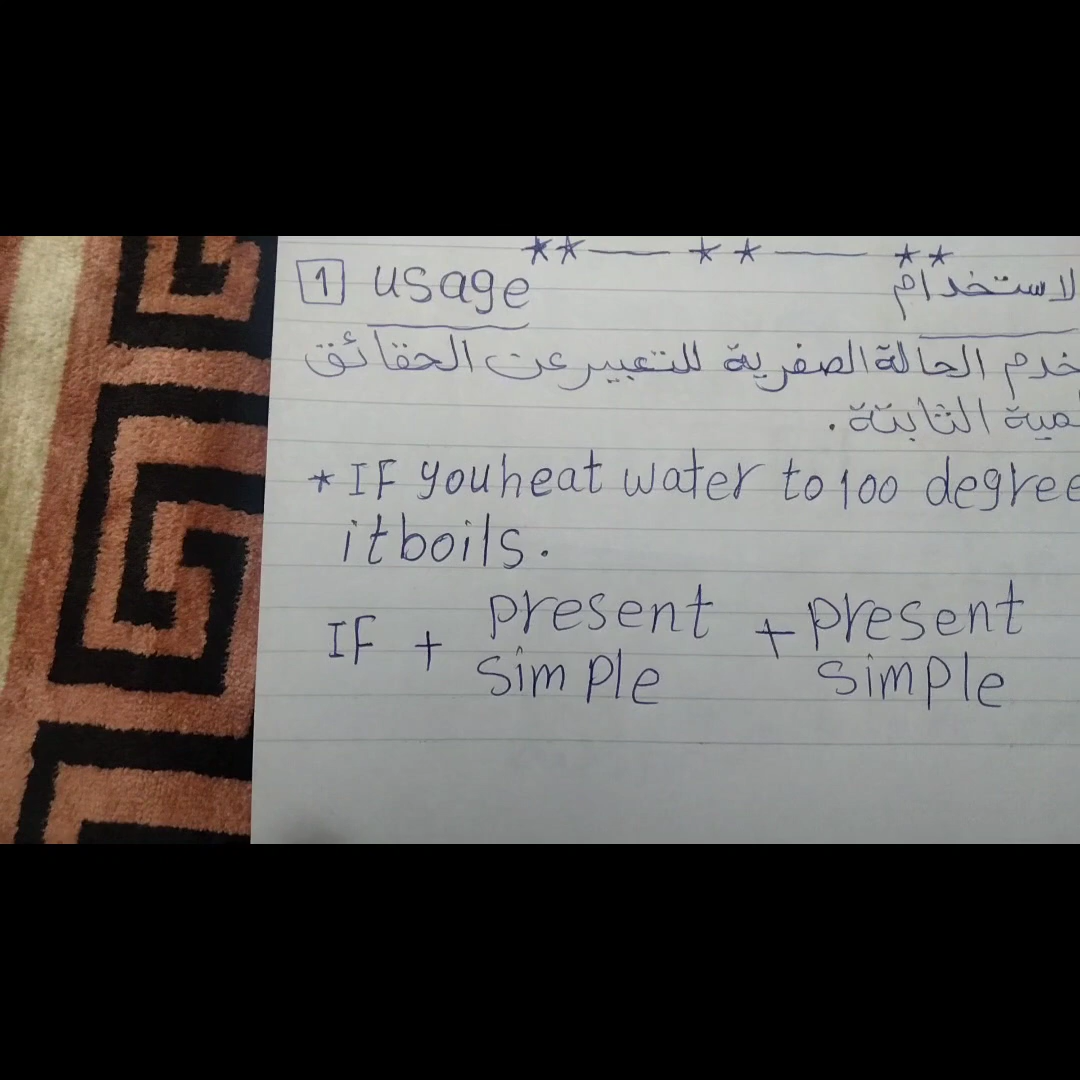 ** — ** — **
1 usage الاستخدام
الحالة الصفرية للتعبير عن الحقائق
الثابتة .
* IF you heat water to 100 degree
it boils .
IF + present simple + present simple